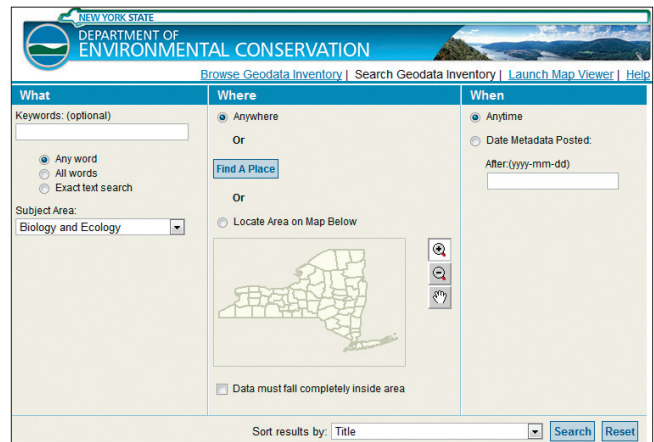 NEW YORK STATE
DEPARTMENT OF
ENVIRONMENTAL CONSERVATION
Browse Geodata Inventory | Search Geodata Inventory | Launch Map Viewer | Help
What
Keywords: (optional)
Any word
All words
Exact text search
Subject Area:
Biology and Ecology
Where
Anywhere
Or
Find A Place
Or
Locate Area on Map Below
Data must fall completely inside area
When
Anytime
Date Metadata Posted:
After:(yyyy-mm-dd)
Sort results by: Title
Search Reset